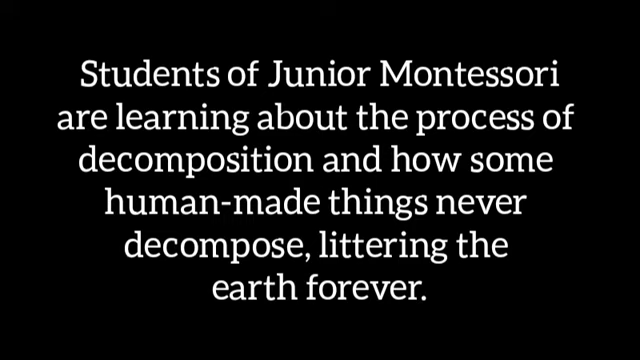 Students of Junior Montessori
are learning about the process of
decomposition and how some
human-made things never
decompose, littering the
earth forever.